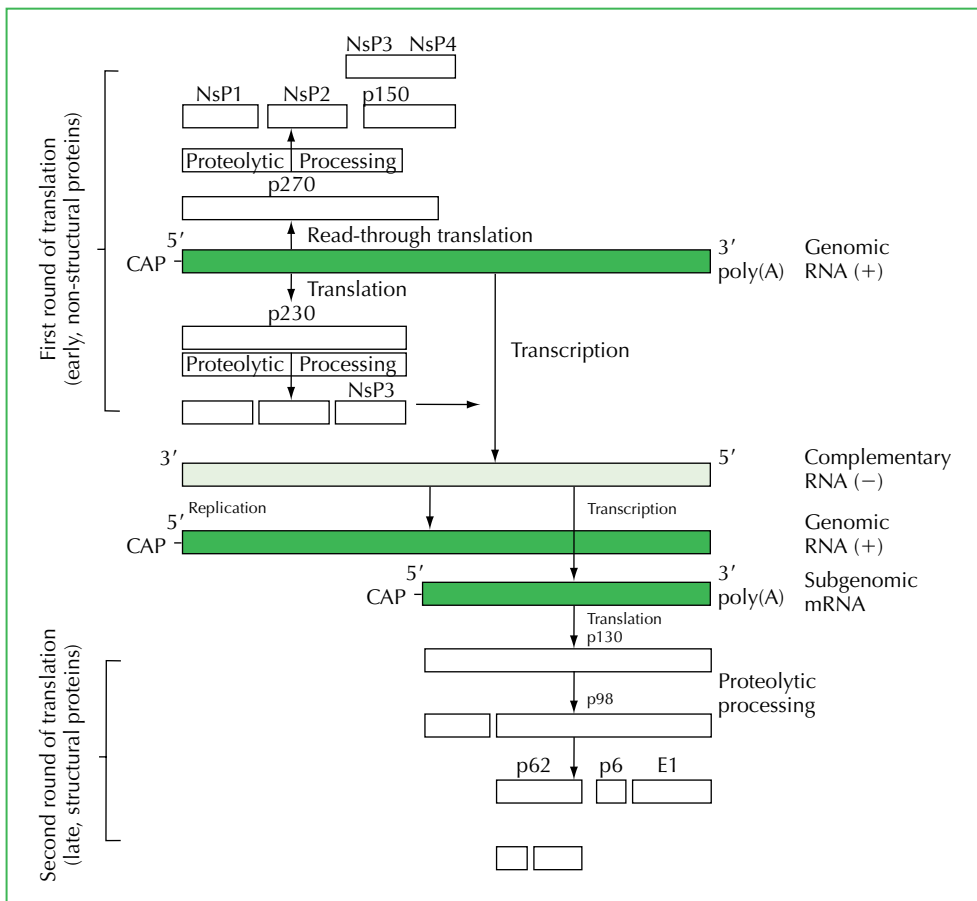 NsP3 NsP4
NsP1 NsP2 p150
Proteolytic Processing
p270
5′ Read-through translation 3′
CAP poly(A)
Genomic
RNA (+)
Translation
p230
Proteolytic Processing
NsP3
Transcription
First round of translation
(early, non-structural proteins)
3′ 5′
Complementary
RNA (−)
Replication Transcription
5′
CAP
Genomic
RNA (+)
5′ 3′
CAP poly(A)
Subgenomic
mRNA
Translation
p130
Proteolytic
processing
p98
p62 p6 E1
Second round of translation
(late, structural proteins)